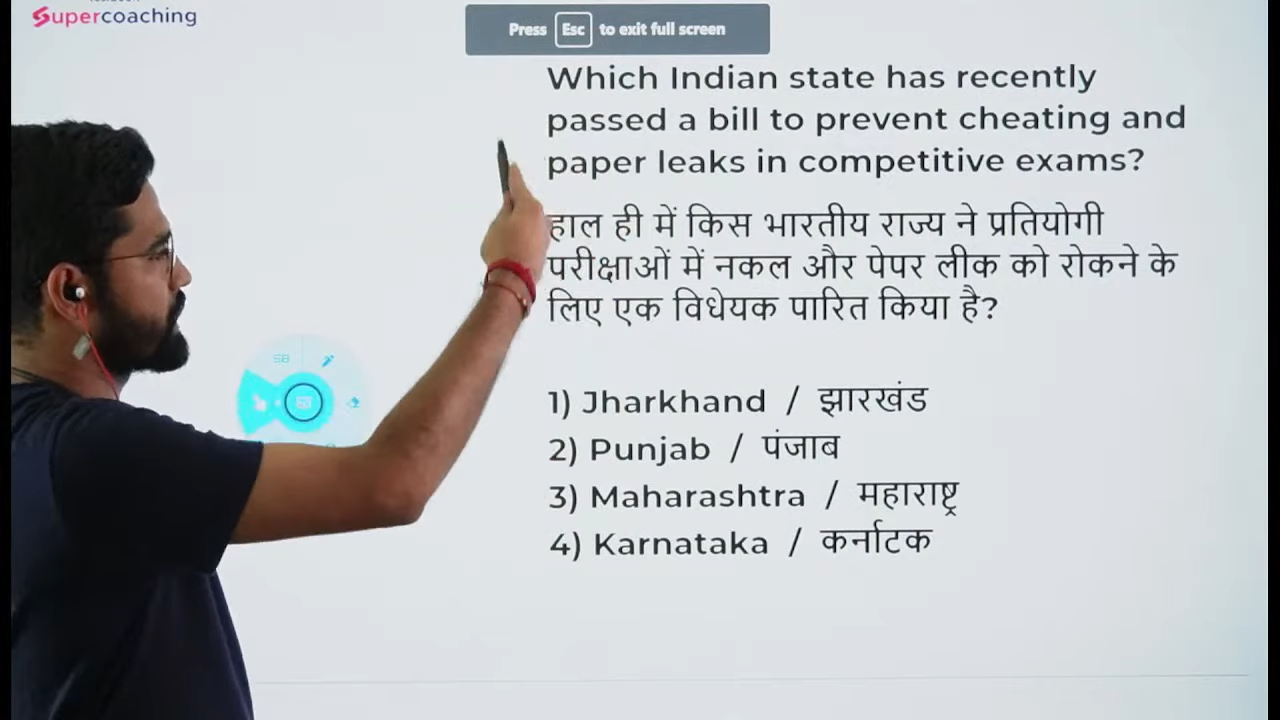 Supercoaching
Press Esc to exit full screen
Which Indian state has recently
passed a bill to prevent cheating and
paper leaks in competitive exams?
हाल ही में किस भारतीय राज्य ने प्रतियोगी
परीक्षाओं में नकल और पेपर लीक को रोकने के
लिए एक विधेयक पारित किया है?
1) Jharkhand / झारखंड
2) Punjab / पंजाब
3) Maharashtra / महाराष्ट्र
4) Karnataka / कर्नाटक